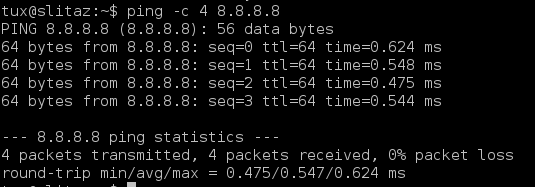 tux@slitaz:~$ ping -c 4 8.8.8.8
PING 8.8.8.8 (8.8.8.8): 56 data bytes
64 bytes from 8.8.8.8: seq=0 ttl=64 time=0.624 ms
64 bytes from 8.8.8.8: seq=1 ttl=64 time=0.548 ms
64 bytes from 8.8.8.8: seq=2 ttl=64 time=0.475 ms
64 bytes from 8.8.8.8: seq=3 ttl=64 time=0.544 ms

--- 8.8.8.8 ping statistics ---
4 packets transmitted, 4 packets received, 0% packet loss
round-trip min/avg/max = 0.475/0.547/0.624 ms